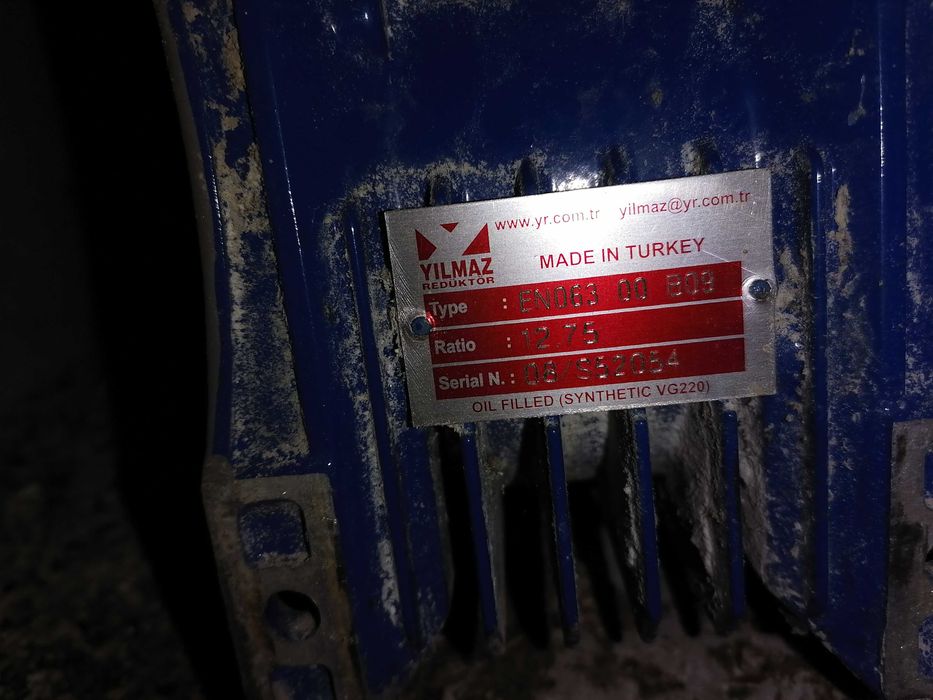 www.yr.com.tr yilmaz@yr.com.tr
YILMAZ
REDÜKTÖR
MADE IN TURKEY
Type : EN063 00 B03
Ratio : 12.75
Serial N. : 08/S52054
OIL FILLED (SYNTHETIC VG220)